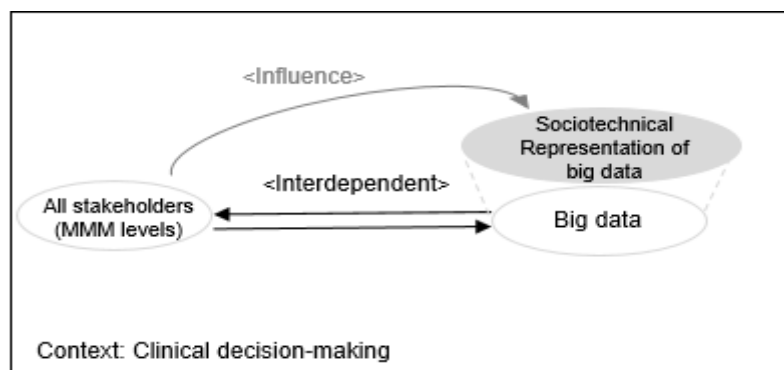 <Influence>
Sociotechnical
Representation of
big data
<Interdependent>
All stakeholders
(MMM levels)
Big data
Context: Clinical decision-making